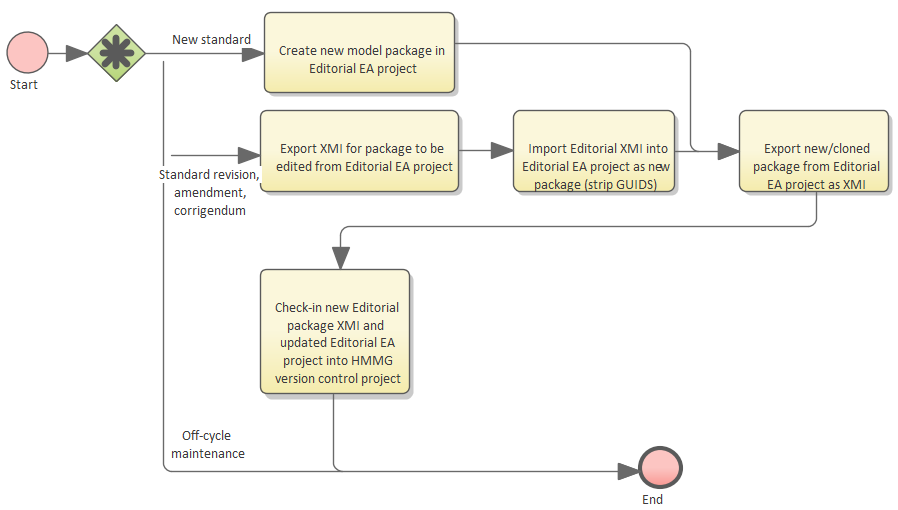 Start
New standard
Create new model package in
Editorial EA project
Export XMI for package to be
edited from Editorial EA project
Import Editorial XMI into
Editorial EA project as new
package (strip GUIDS)
Export new/cloned
package from Editorial
EA project as XMI
Standard revision,
amendment,
corrigendum
Check-in new Editorial
package XMI and
updated Editorial EA
project into HMMG
version control project
Off-cycle
maintenance
End